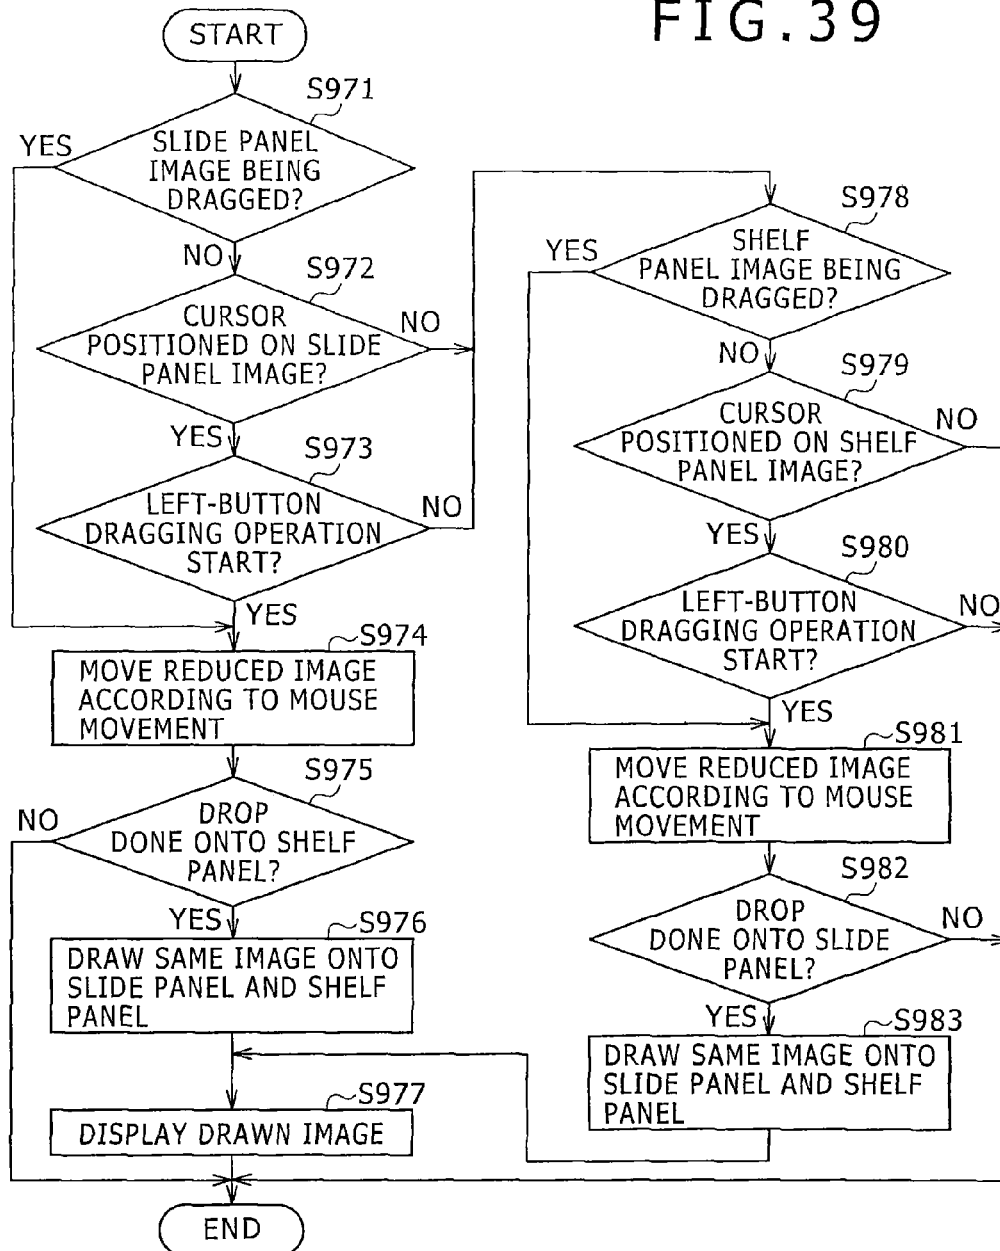 FIG.39
START
S971
YES
SLIDE PANEL
IMAGE BEING
DRAGGED?
NO
S972
CURSOR
POSITIONED ON SLIDE
PANEL IMAGE?
NO
YES
S973
LEFT-BUTTON
DRAGGING OPERATION
START?
NO
YES
S974
MOVE REDUCED IMAGE
ACCORDING TO MOUSE
MOVEMENT
S975
NO
DROP
DONE ONTO SHELF
PANEL?
YES
S976
DRAW SAME IMAGE ONTO
SLIDE PANEL AND SHELF
PANEL
S977
DISPLAY DRAWN IMAGE
END
S978
YES
SHELF
PANEL IMAGE BEING
DRAGGED?
NO
S979
CURSOR
POSITIONED ON SHELF
PANEL IMAGE?
NO
YES
S980
LEFT-BUTTON
DRAGGING OPERATION
START?
NO
YES
S981
MOVE REDUCED IMAGE
ACCORDING TO MOUSE
MOVEMENT
S982
DROP
DONE ONTO SLIDE
PANEL?
NO
YES
S983
DRAW SAME IMAGE ONTO
SLIDE PANEL AND SHELF
PANEL